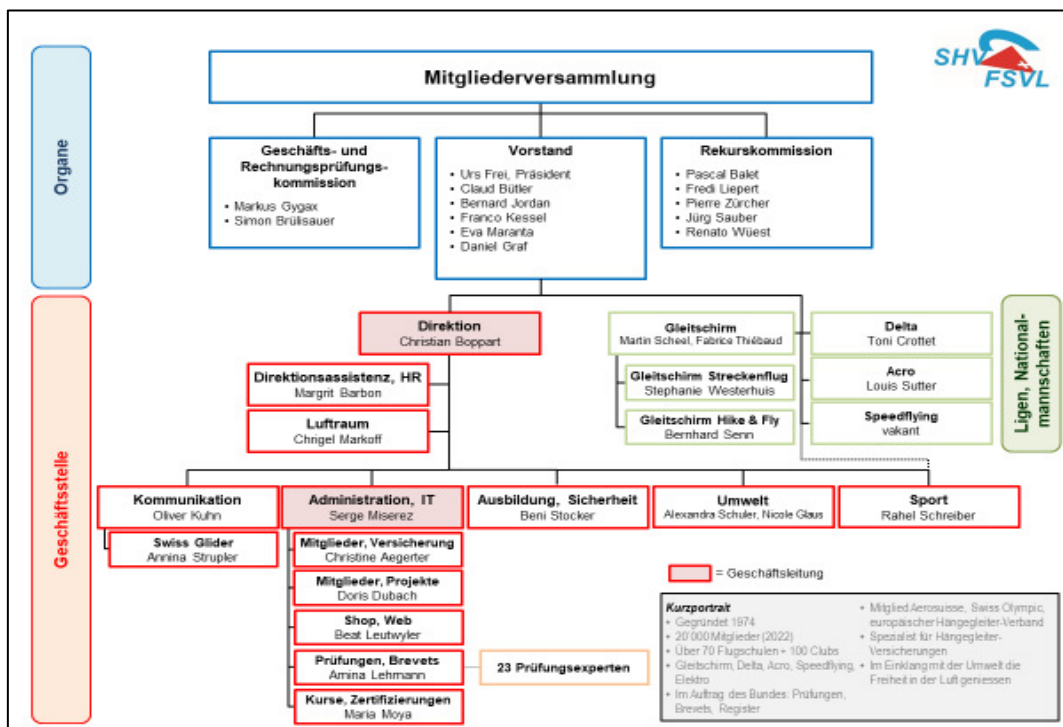 SHV
FSVL
Mitgliederversammlung
Organe
Geschäfts- und
Rechnungsprüfungs-
kommission
• Markus Gygax
• Simon Brülisauer
Vorstand
• Urs Frei, Präsident
• Claud Bütler
• Bernard Jordan
• Franco Kessel
• Eva Maranta
• Daniel Graf
Rekurskommission
• Pascal Balet
• Fredi Liepert
• Pierre Zürcher
• Jürg Sauber
• Renato Wüest
Geschäftsstelle
Direktion
Christian Boppart
Direktionsassistenz, HR
Margrit Barbon
Luftraum
Chrigel Markoff
Gleitschirm
Martin Scheel, Fabrice Thiébaud
Gleitschirm Streckenflug
Stephanie Westerhuis
Gleitschirm Hike & Fly
Bernhard Senn
Delta
Toni Crottet
Acro
Louis Sutter
Speedflying
vakant
Ligen, National-
mannschaften
Kommunikation
Oliver Kuhn
Swiss Glider
Annina Strupler
Administration, IT
Serge Miserez
Mitglieder, Versicherung
Christine Aegerter
Mitglieder, Projekte
Doris Dubach
Shop, Web
Beat Leutwyler
Prüfungen, Brevets
Amina Lehmann
23 Prüfungsexperten
Kurse, Zertifizierungen
Maria Moya
Ausbildung, Sicherheit
Beni Stocker
Umwelt
Alexandra Schuler, Nicole Glaus
Sport
Rahel Schreiber
= Geschäftsleitung
Kurzportrait
• Gegründet 1974
• 20'000 Mitglieder (2022)
• Über 70 Flugschulen + 100 Clubs
• Gleitschirm, Delta, Acro, Speedflying,
Elektro
• Im Auftrag des Bundes: Prüfungen,
Brevets, Register
• Mitglied Aerosuisse, Swiss Olympic,
europäischer Hängegleiter-Verband
• Spezialist für Hängegleiter-
Versicherungen
• Im Einklang mit der Umwelt die
Freiheit in der Luft geniessen